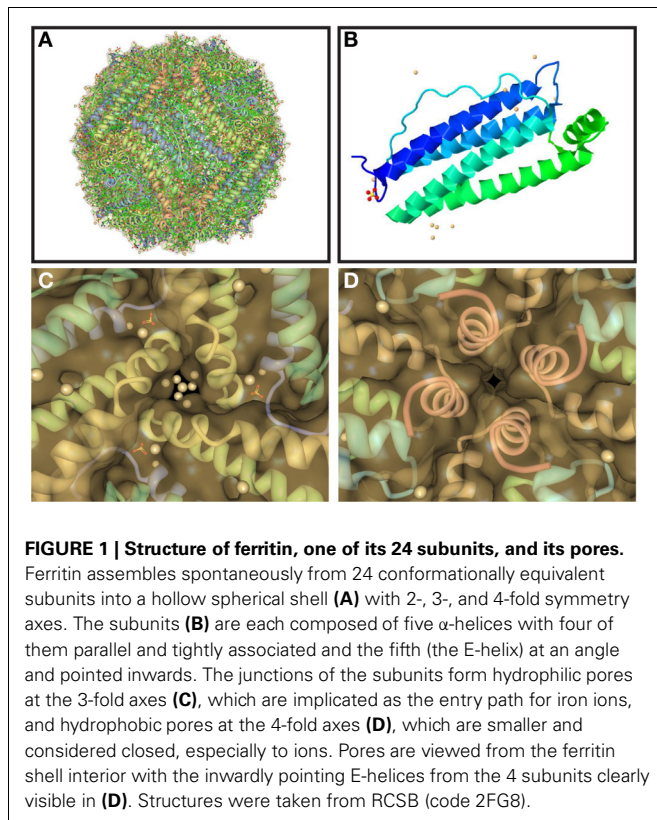 A
B
C
D
FIGURE 1 | Structure of ferritin, one of its 24 subunits, and its pores.
Ferritin assembles spontaneously from 24 conformationally equivalent
subunits into a hollow spherical shell (A) with 2-, 3-, and 4-fold symmetry
axes. The subunits (B) are each composed of five α-helices with four of
them parallel and tightly associated and the fifth (the E-helix) at an angle
and pointed inwards. The junctions of the subunits form hydrophilic pores
at the 3-fold axes (C), which are implicated as the entry path for iron ions,
and hydrophobic pores at the 4-fold axes (D), which are smaller and
considered closed, especially to ions. Pores are viewed from the ferritin
shell interior with the inwardly pointing E-helices from the 4 subunits clearly
visible in (D). Structures were taken from RCSB (code 2FG8).